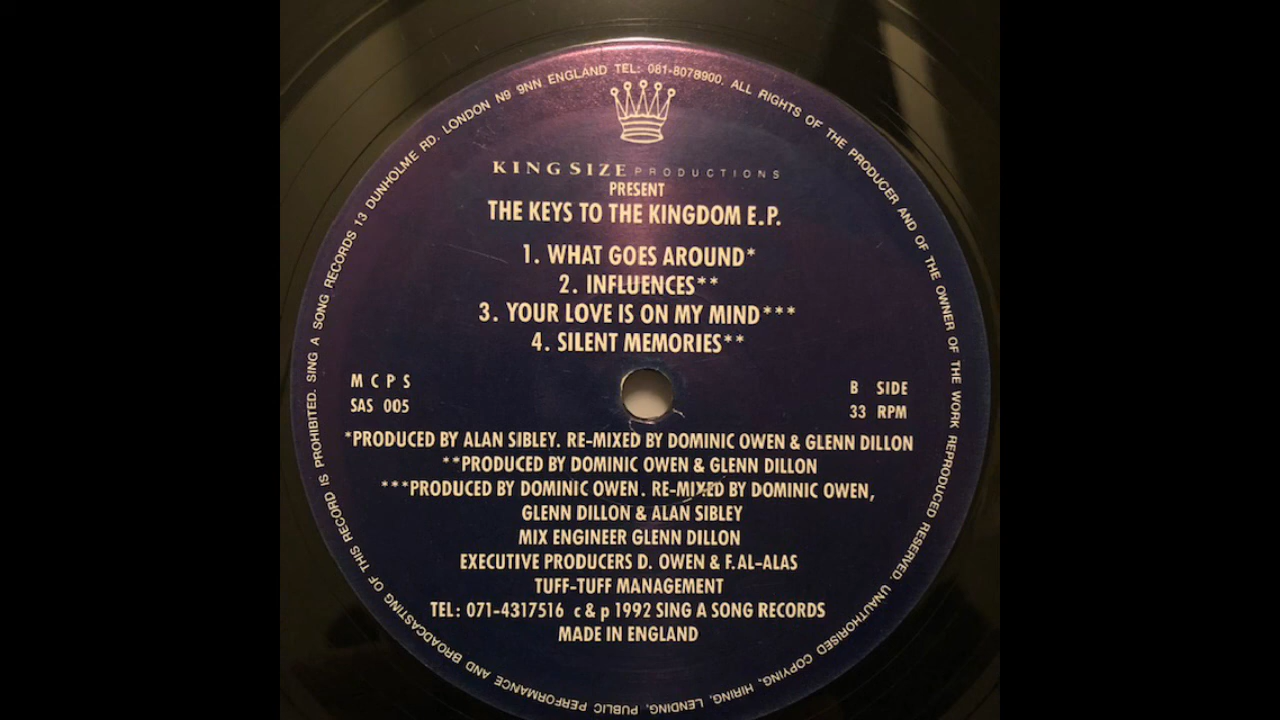 SING A SONG RECORDS 13 DUNHOLME RD. LONDON N9 9NN ENGLAND TEL: 081-8078900. ALL RIGHTS OF THE PRODUCER AND OF THE OWNER OF THE WORK REPRODUCED RESERVED. UNAUTHORISED COPYING, HIRING, LENDING, PUBLIC PERFORMANCE AND BROADCASTING OF THIS RECORD IS PROHIBITED.
KING SIZE PRODUCTIONS
PRESENT
THE KEYS TO THE KINGDOM E.P.
1. WHAT GOES AROUND*
2. INFLUENCES**
3. YOUR LOVE IS ON MY MIND***
4. SILENT MEMORIES**
M C P S
SAS 005
B SIDE
33 RPM
*PRODUCED BY ALAN SIBLEY. RE-MIXED BY DOMINIC OWEN & GLENN DILLON
**PRODUCED BY DOMINIC OWEN & GLENN DILLON
***PRODUCED BY DOMINIC OWEN. RE-MIXED BY DOMINIC OWEN,
GLENN DILLON & ALAN SIBLEY
MIX ENGINEER GLENN DILLON
EXECUTIVE PRODUCERS D. OWEN & F.AL-ALAS
TUFF-TUFF MANAGEMENT
TEL: 071-4317516 c & p 1992 SING A SONG RECORDS
MADE IN ENGLAND